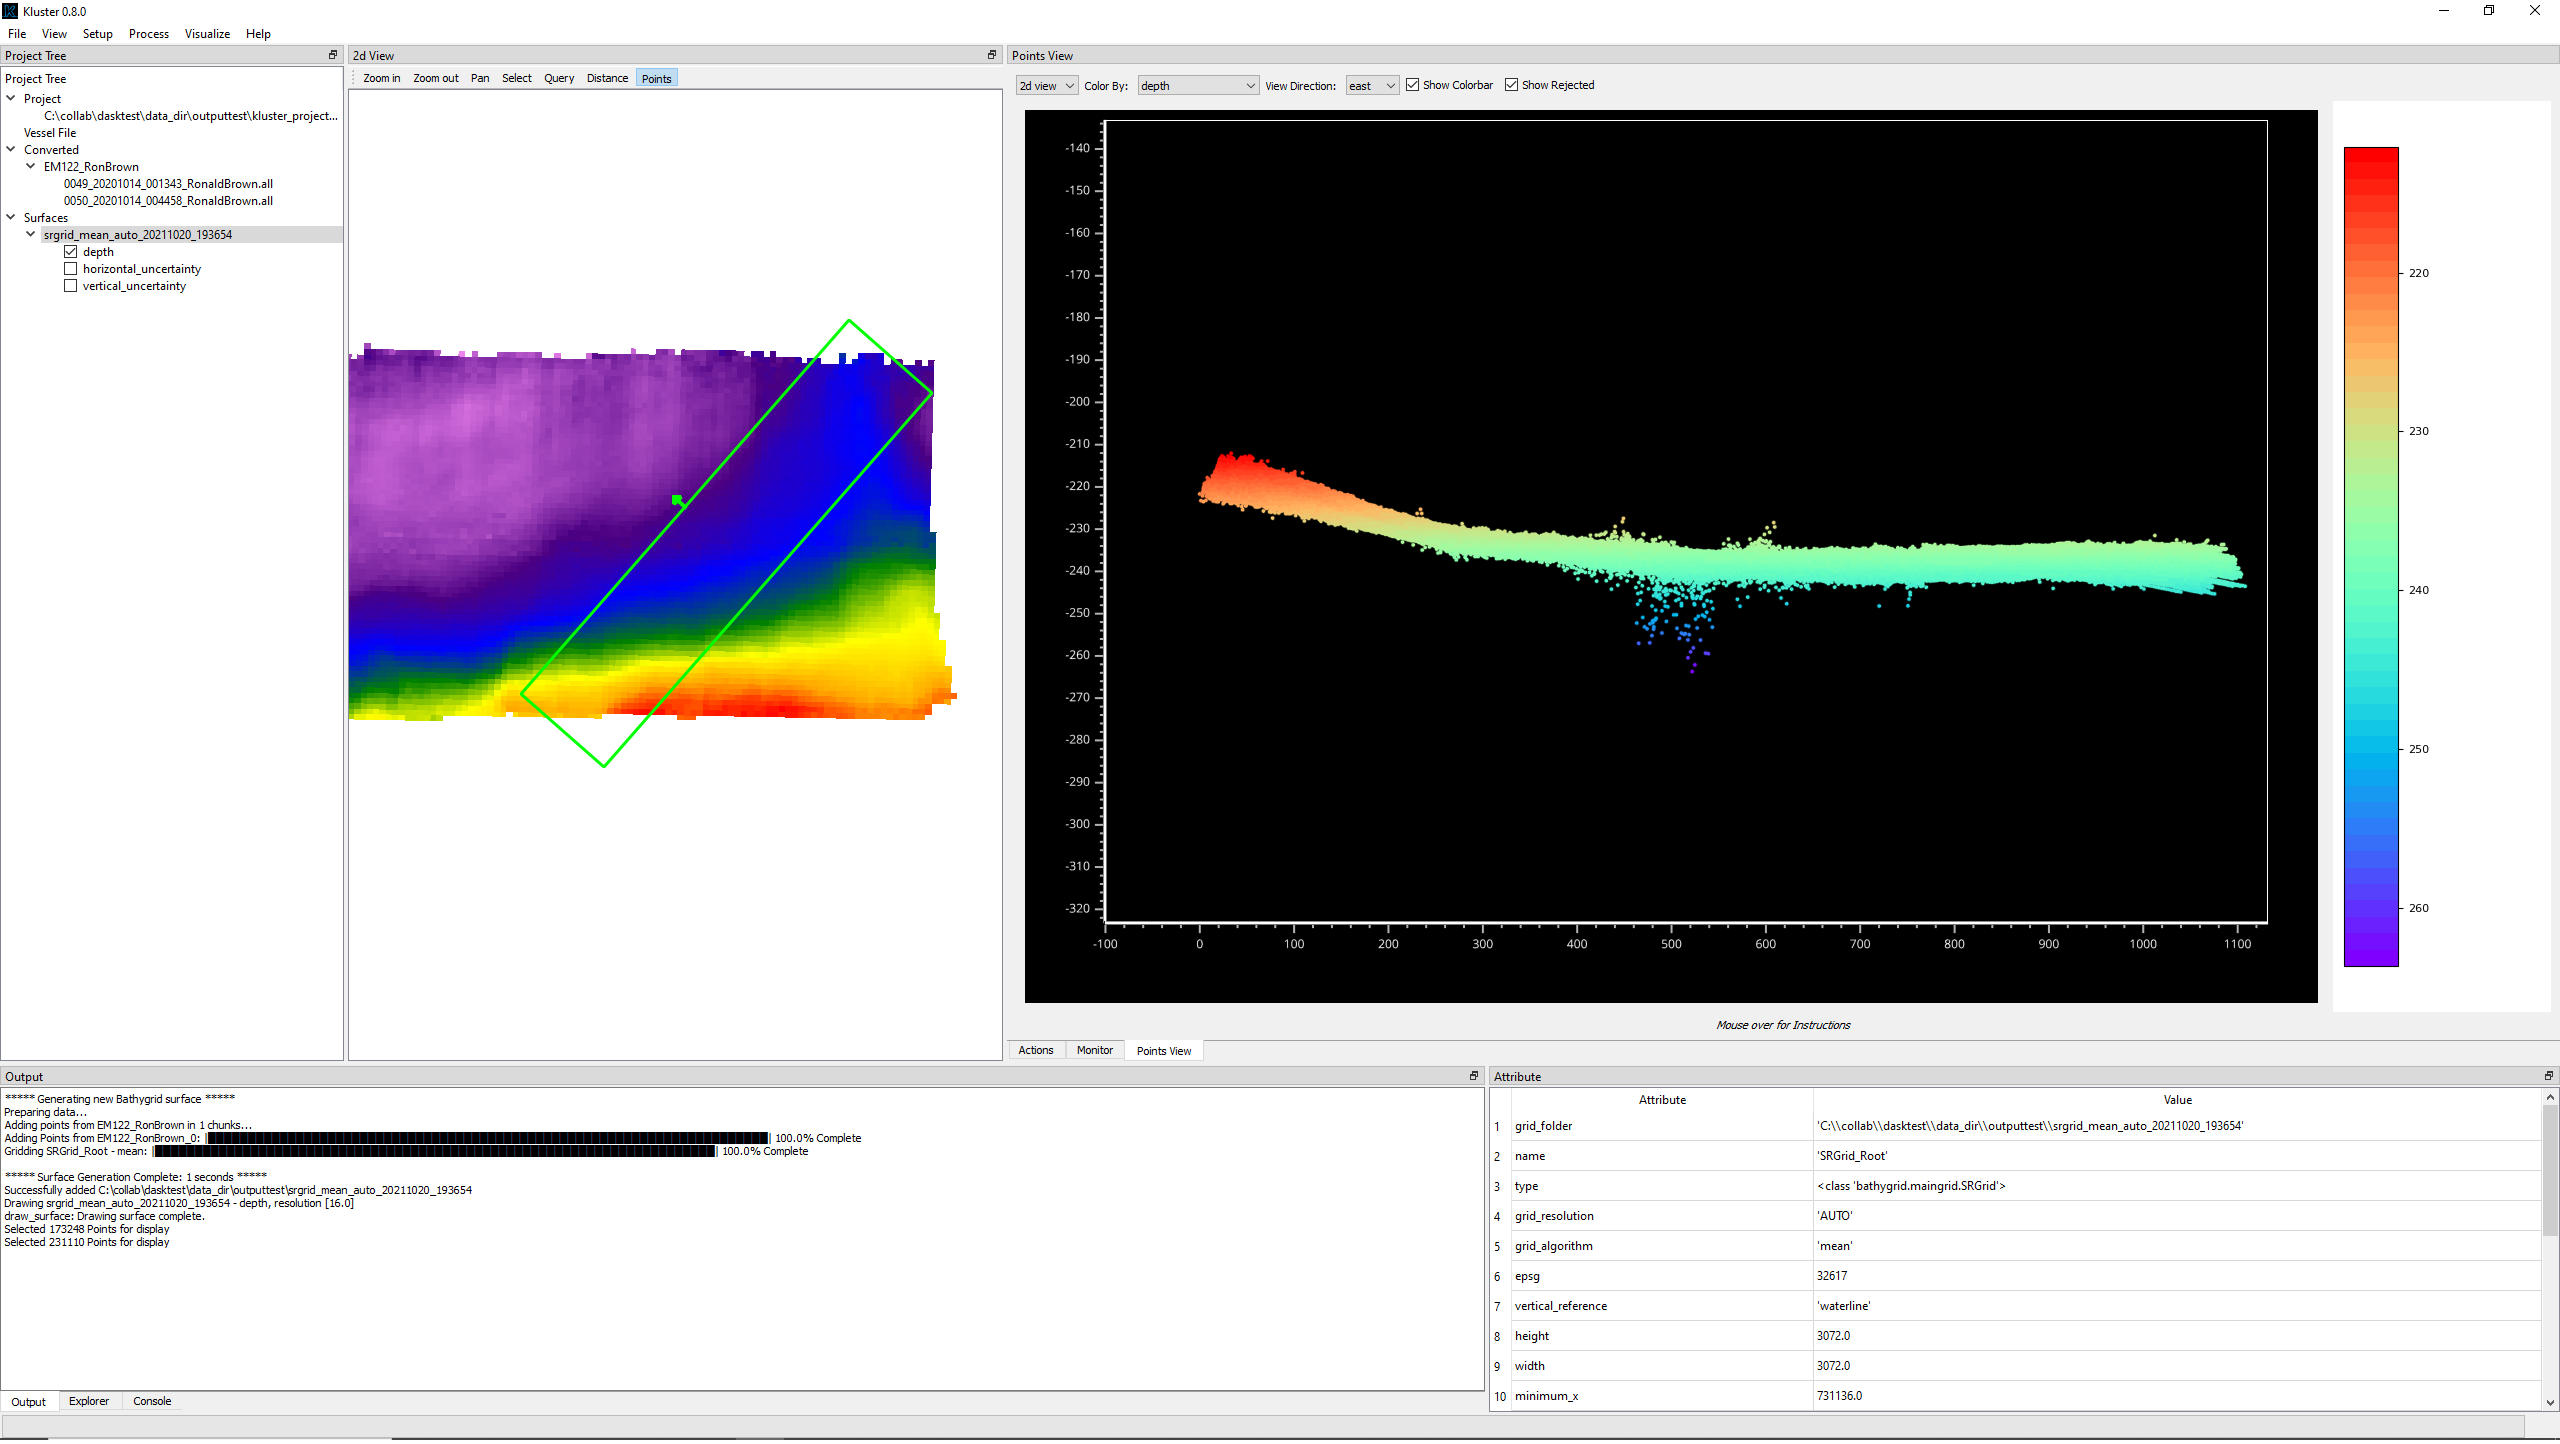 Kluster 0.8.0
File View Setup Process Visualize Help
Project Tree
Project Tree
Project
C:\collab\dasktest\data_dir\outputtest\kluster_project...
Vessel File
Converted
EM122_RonBrown
0049_20201014_001343_RonaldBrown.all
0050_20201014_004458_RonaldBrown.all
Surfaces
srgrid_mean_auto_20211020_193654
depth
horizontal_uncertainty
vertical_uncertainty
2d View
Zoom in Zoom out Pan Select Query Distance Points
Points View
2d view Color By: depth View Direction: east Show Colorbar Show Rejected
-140
-150
-160
-170
-180
-190
-200
-210
-220
-230
-240
-250
-260
-270
-280
-290
-300
-310
-320
-100 0 100 200 300 400 500 600 700 800 900 1000 1100
220
230
240
250
260
Mouse over for Instructions
Actions Monitor Points View
Output
***** Generating new Bathygrid surface *****
Preparing data...
Adding points from EM122_RonBrown in 1 chunks...
Adding Points from EM122_RonBrown_0: 100.0% Complete
Gridding SRGrid_Root - mean: 100.0% Complete
***** Surface Generation Complete: 1 seconds *****
Successfully added C:\collab\dasktest\data_dir\outputtest\srgrid_mean_auto_20211020_193654
Drawing srgrid_mean_auto_20211020_193654 - depth, resolution [16.0]
draw_surface: Drawing surface complete.
Selected 173248 Points for display
Selected 231110 Points for display
Output Explorer Console
Attribute
Attribute Value
1 grid_folder 'C:\\collab\\dasktest\\data_dir\\outputtest\\srgrid_mean_auto_20211020_193654'
2 name 'SRGrid_Root'
3 type <class 'bathygrid.maingrid.SRGrid'>
4 grid_resolution 'AUTO'
5 grid_algorithm 'mean'
6 epsg 32617
7 vertical_reference 'waterline'
8 height 3072.0
9 width 3072.0
10 minimum_x 731136.0